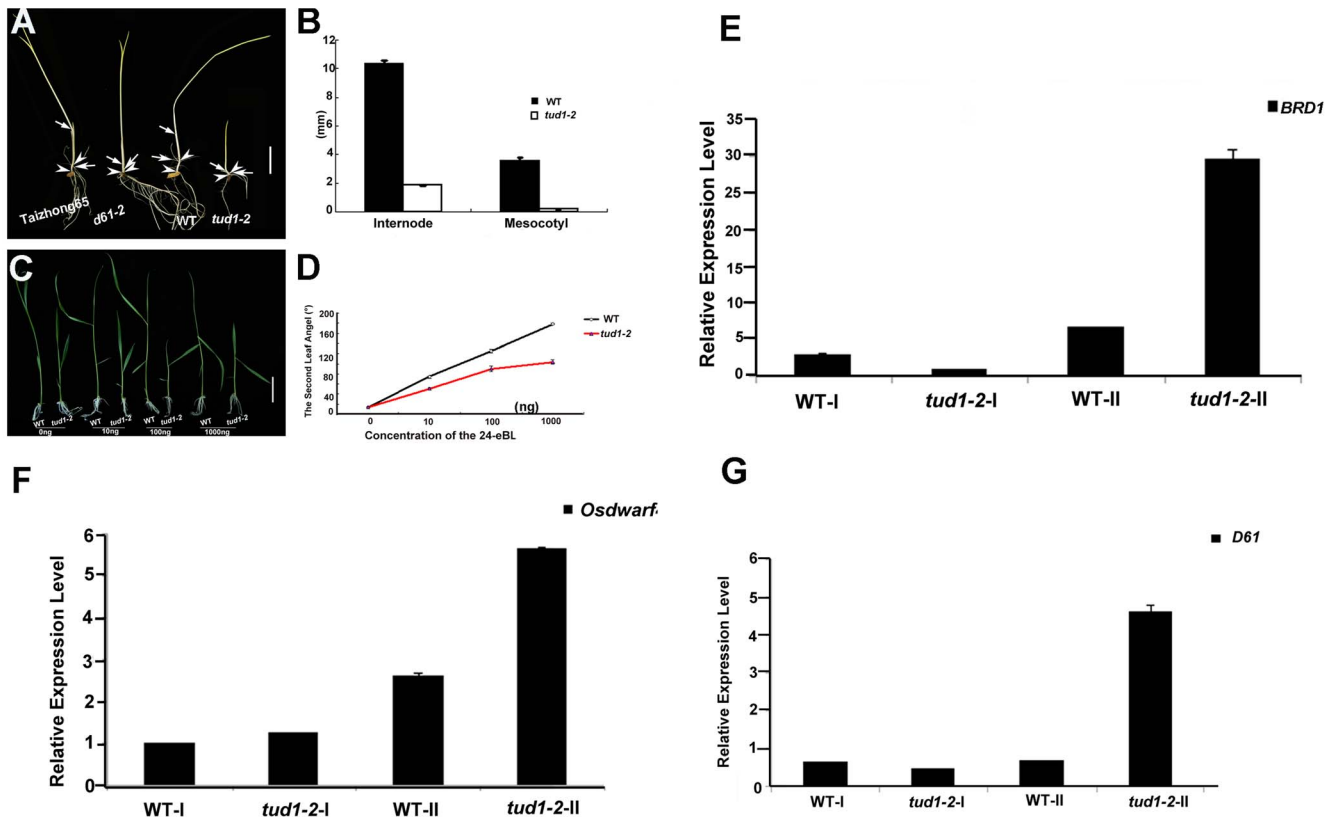 A
Taizhong65
d61-2
WT
tud1-2
B
12
10
8
6
4
2
0
(mm)
WT
tud1-2
Internode
Mesocotyl
C
WT tud1-2
0ng
WT tud1-2
10ng
WT tud1-2
100ng
WT tud1-2
1000ng
D
The Second Leaf Angel (°)
200
160
120
80
40
0
WT
tud1-2
(ng)
0
10
100
1000
Concentration of the 24-eBL
E
BRD1
Relative Expression Level
35
30
25
20
15
10
5
0
WT-I
tud1-2-I
WT-II
tud1-2-II
F
Osdwarf
Relative Expression Level
6
5
4
3
2
1
0
WT-I
tud1-2-I
WT-II
tud1-2-II
G
D61
Relative Expression Level
6
5
4
3
2
1
0
WT-I
tud1-2-I
WT-II
tud1-2-II